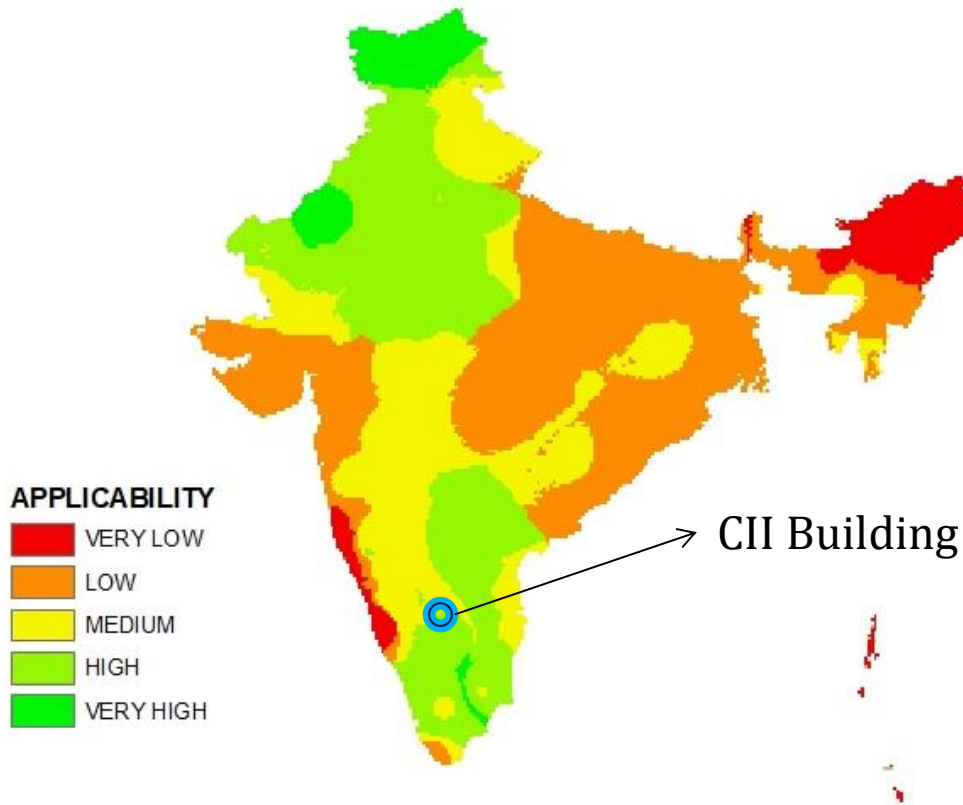 APPLICABILITY
VERY LOW
LOW
MEDIUM
HIGH
VERY HIGH
CII Building